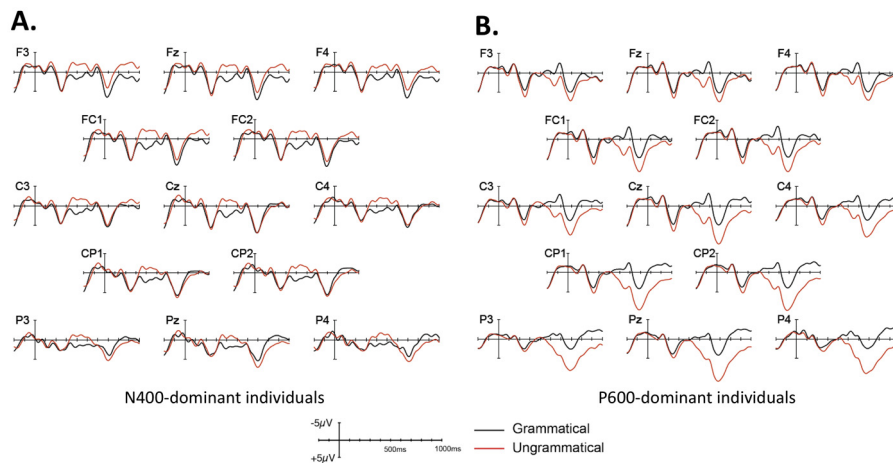 A.
B.
F3 Fz F4
F3 Fz F4
FC1 FC2
FC1 FC2
C3 Cz C4
C3 Cz C4
CP1 CP2
CP1 CP2
P3 Pz P4
P3 Pz P4
N400-dominant individuals
P600-dominant individuals
-5µV
+5µV
500ms
1000ms
Grammatical
Ungrammatical